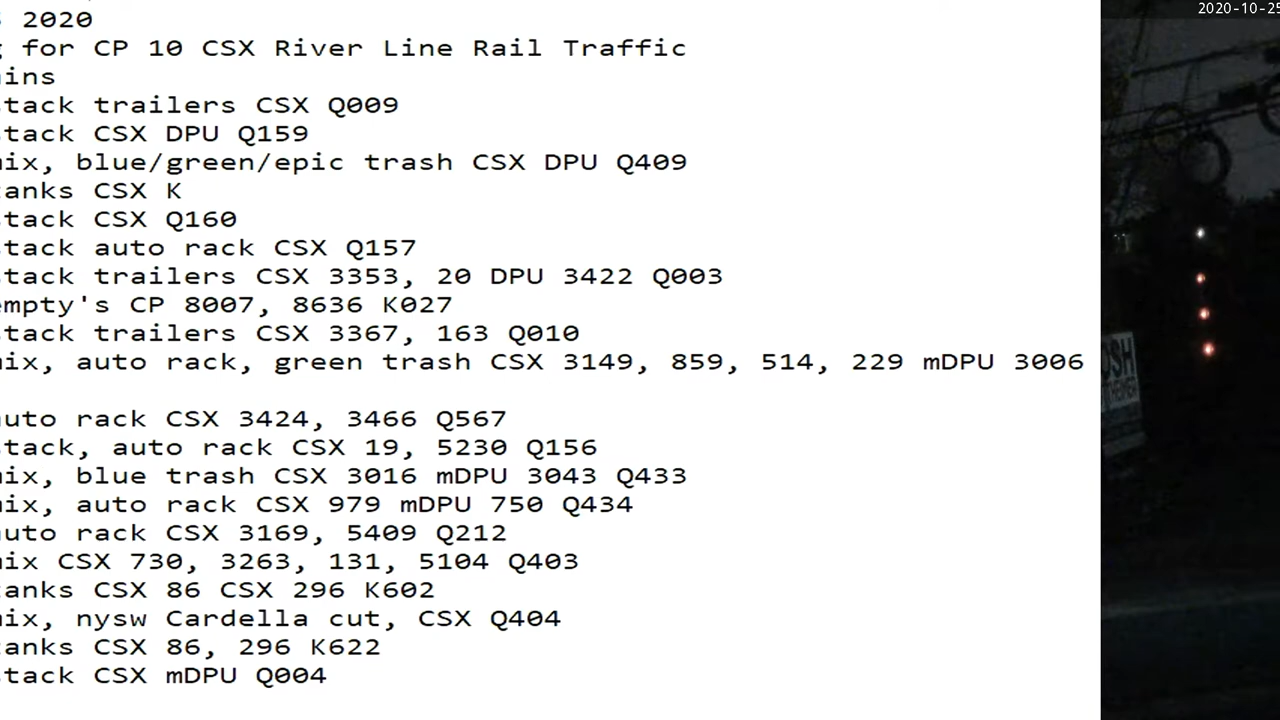 2020
for CP 10 CSX River Line Rail Traffic
ins
tack trailers CSX Q009
tack CSX DPU Q159
ix, blue/green/epic trash CSX DPU Q409
anks CSX K
tack CSX Q160
tack auto rack CSX Q157
tack trailers CSX 3353, 20 DPU 3422 Q003
empty's CP 8007, 8636 K027
tack trailers CSX 3367, 163 Q010
ix, auto rack, green trash CSX 3149, 859, 514, 229 mDPU 3006
auto rack CSX 3424, 3466 Q567
stack, auto rack CSX 19, 5230 Q156
ix, blue trash CSX 3016 mDPU 3043 Q433
ix, auto rack CSX 979 mDPU 750 Q434
auto rack CSX 3169, 5409 Q212
ix CSX 730, 3263, 131, 5104 Q403
anks CSX 86 CSX 296 K602
ix, nysw Cardella cut, CSX Q404
anks CSX 86, 296 K622
tack CSX mDPU Q004
2020-10-25